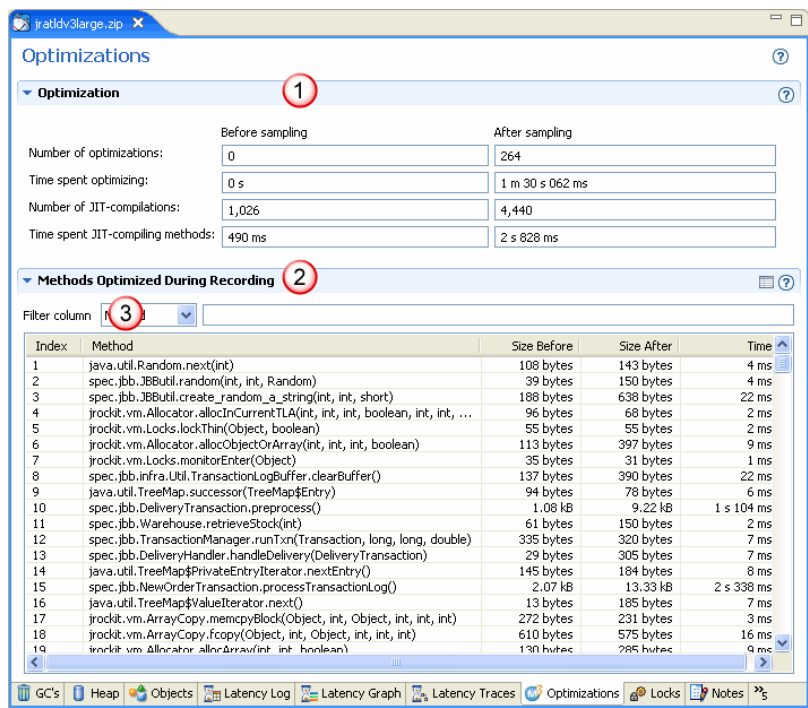 jratldv3large.zip
Optimizations
Optimization
1
Before sampling After sampling
Number of optimizations: 0 264
Time spent optimizing: 0 s 1 m 30 s 062 ms
Number of JIT-compilations: 1,026 4,440
Time spent JIT-compiling methods: 490 ms 2 s 828 ms
Methods Optimized During Recording
2
Filter column
3
Index Method Size Before Size After Time
1 java.util.Random.next(int) 108 bytes 143 bytes 4 ms
2 spec.jbb.JBButil.random(int, int, Random) 39 bytes 150 bytes 4 ms
3 spec.jbb.JBButil.create_random_a_string(int, int, short) 188 bytes 638 bytes 22 ms
4 jrockit.vm.Allocator.allocInCurrentTLA(int, int, int, boolean, int, int, ... 96 bytes 68 bytes 2 ms
5 jrockit.vm.Locks.lockThin(Object, boolean) 55 bytes 55 bytes 2 ms
6 jrockit.vm.Allocator.allocObjectOrArray(int, int, int, boolean) 113 bytes 397 bytes 9 ms
7 jrockit.vm.Locks.monitorEnter(Object) 35 bytes 31 bytes 1 ms
8 spec.jbb.infra.Util.TransactionLogBuffer.clearBuffer() 137 bytes 390 bytes 22 ms
9 java.util.TreeMap.successor(TreeMap$Entry) 94 bytes 78 bytes 6 ms
10 spec.jbb.DeliveryTransaction.preprocess() 1.08 kB 9.22 kB 1 s 104 ms
11 spec.jbb.Warehouse.retrieveStock(int) 61 bytes 150 bytes 2 ms
12 spec.jbb.TransactionManager.runTxn(Transaction, long, long, double) 335 bytes 320 bytes 7 ms
13 spec.jbb.DeliveryHandler.handleDelivery(DeliveryTransaction) 29 bytes 305 bytes 7 ms
14 java.util.TreeMap$PrivateEntryIterator.nextEntry() 145 bytes 184 bytes 8 ms
15 spec.jbb.NewOrderTransaction.processTransactionLog() 2.07 kB 13.33 kB 2 s 338 ms
16 java.util.TreeMap$ValueIterator.next() 13 bytes 185 bytes 7 ms
17 jrockit.vm.ArrayCopy.memcpyBlock(Object, int, Object, int, int, int) 272 bytes 231 bytes 3 ms
18 jrockit.vm.ArrayCopy.fcopy(Object, int, Object, int, int, int) 610 bytes 575 bytes 16 ms
19 jrockit.vm.Allocator.allocArray(int, int, boolean) 130 bytes 285 bytes 9 ms
GC's Heap Objects Latency Log Latency Graph Latency Traces Optimizations Locks Notes »5